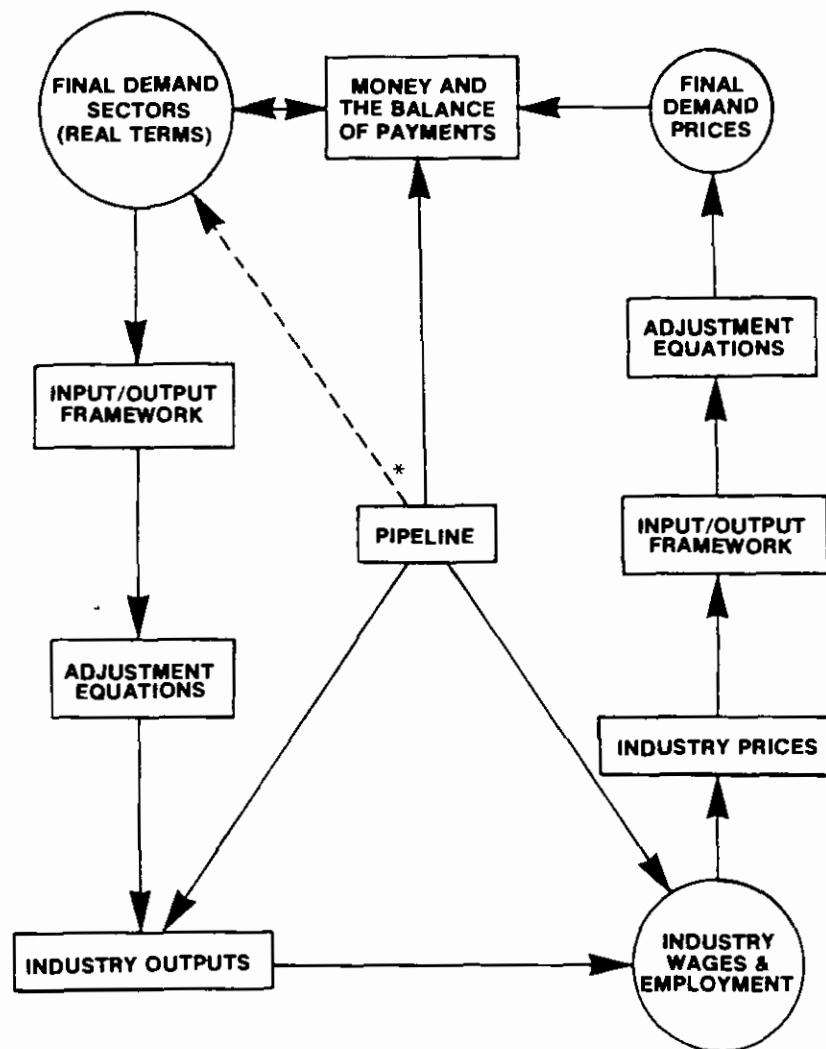 FINAL DEMAND
SECTORS
(REAL TERMS)
MONEY AND
THE BALANCE
OF PAYMENTS
FINAL
DEMAND
PRICES
ADJUSTMENT
EQUATIONS
INPUT/OUTPUT
FRAMEWORK
*
PIPELINE
INPUT/OUTPUT
FRAMEWORK
ADJUSTMENT
EQUATIONS
INDUSTRY PRICES
INDUSTRY OUTPUTS
INDUSTRY
WAGES &
EMPLOYMENT